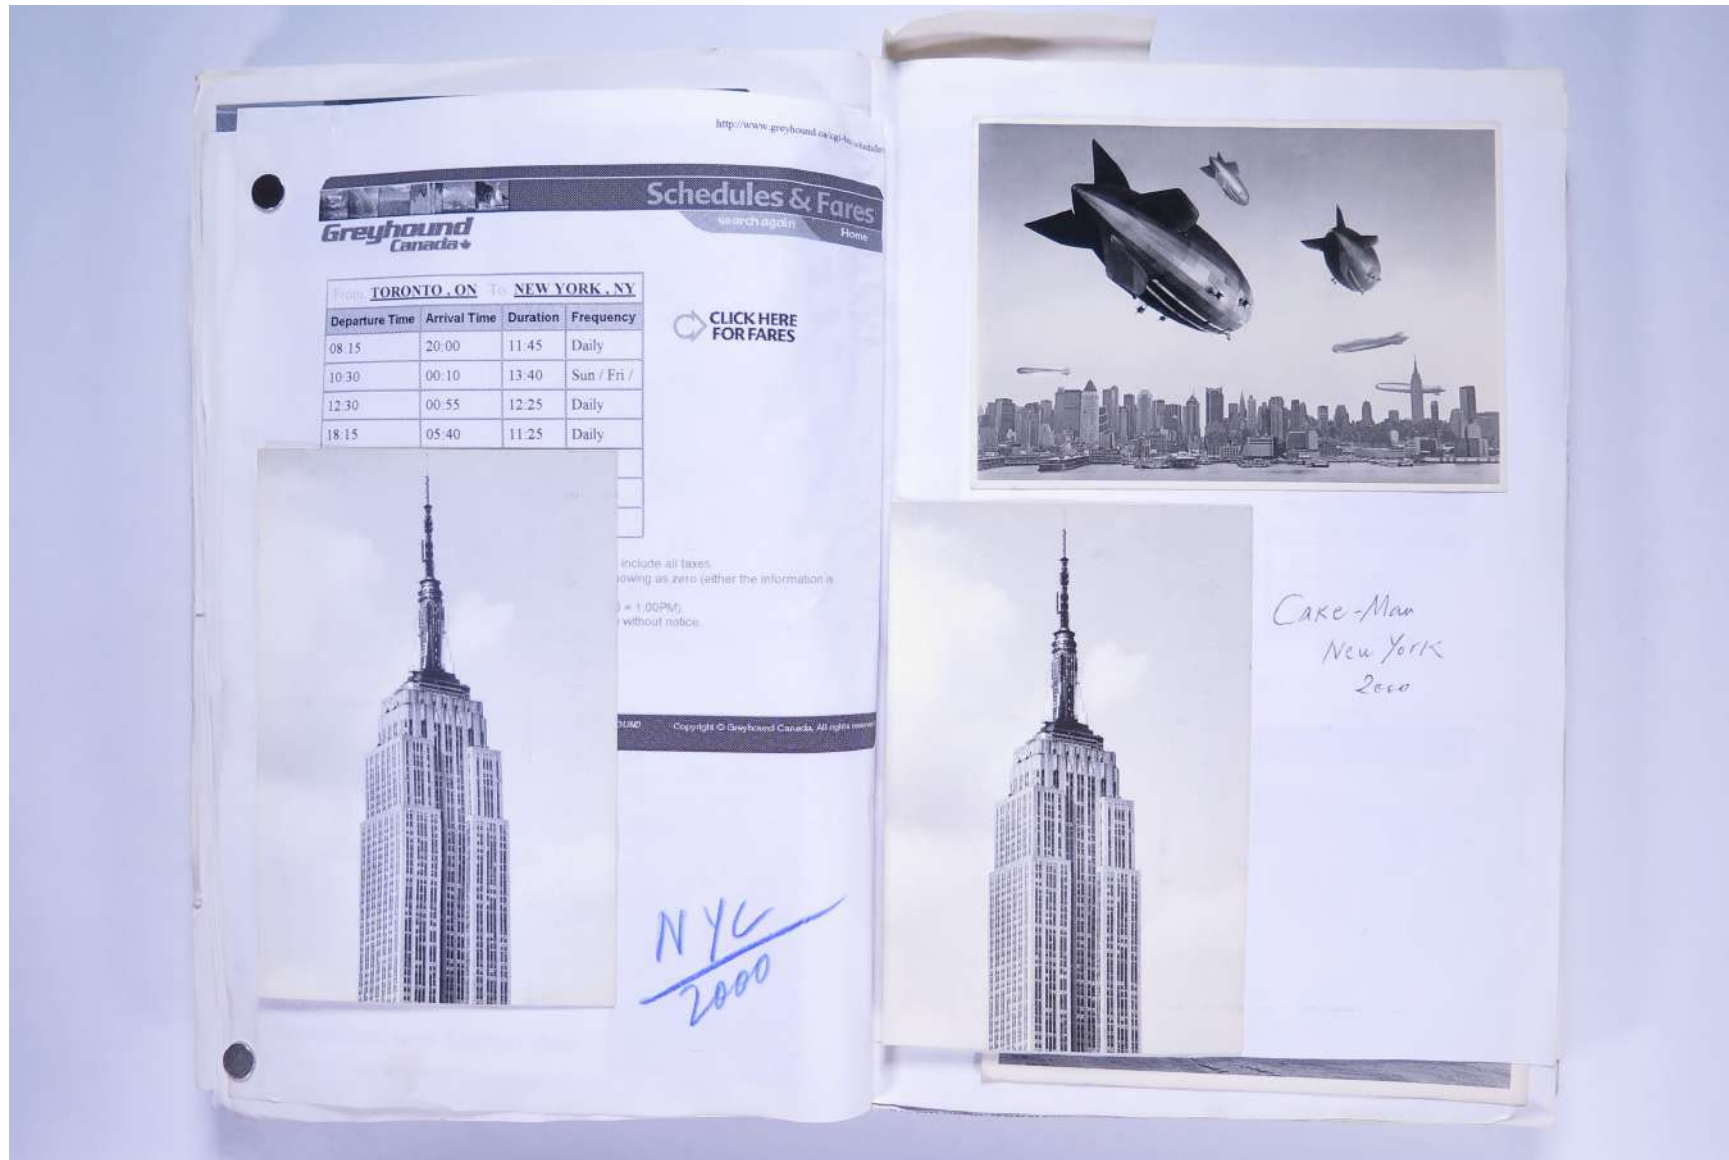 http://www.greyhound.ca/cgi-
Schedules & Fares
search again
Home
Greyhound
Canada
From: TORONTO , ON To: NEW YORK , NY
Departure Time Arrival Time Duration Frequency
08:15 20:00 11:45 Daily
10:30 00:10 13:40 Sun / Fri /
12:30 00:55 12:25 Daily
18:15 05:40 11:25 Daily
CLICK HERE
FOR FARES
include all taxes.
owing as zero (either the information is
0 = 1:00PM).
without notice.
OUND Copyright © Greyhound Canada, All rights reserved
NYC
2000
Cake-Man
New York
2000